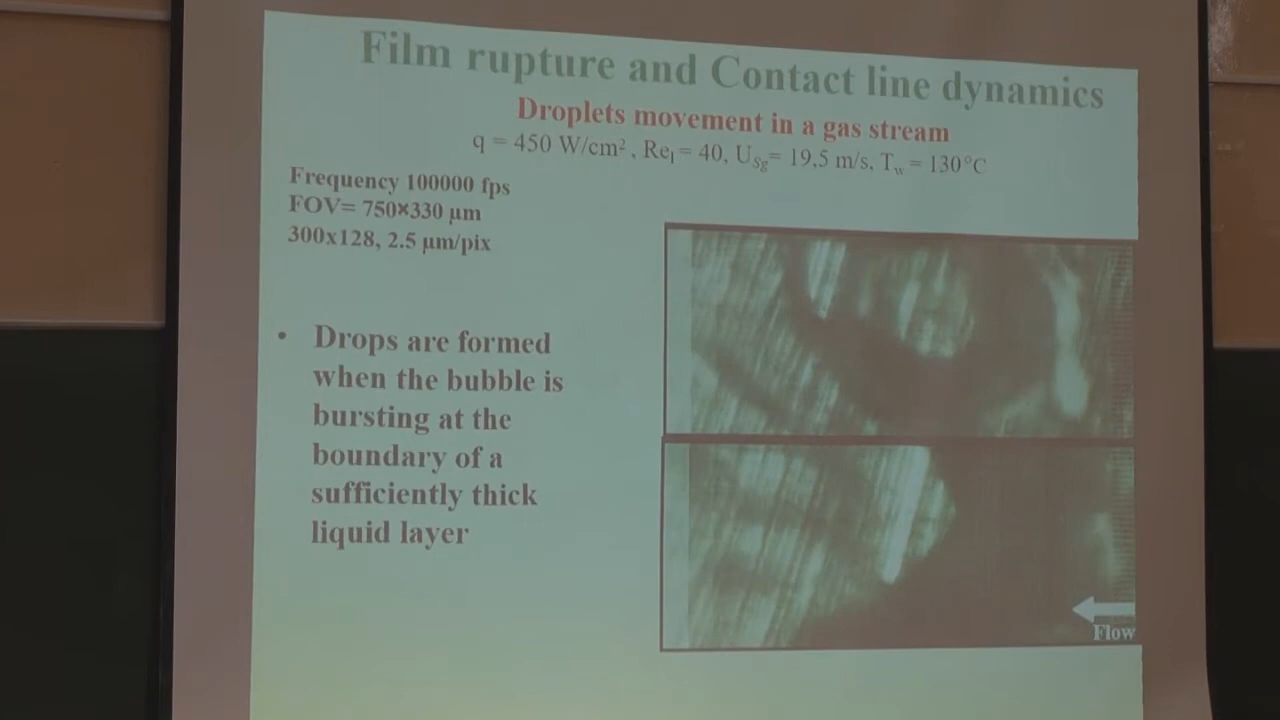 Film rupture and Contact line dynamics
Droplets movement in a gas stream
q = 450 W/cm², Reₗ = 40, U_Sg = 19,5 m/s, T_w = 130°C
Frequency 100000 fps
FOV= 750×330 µm
300x128, 2.5 µm/pix
• Drops are formed
when the bubble is
bursting at the
boundary of a
sufficiently thick
liquid layer
Flow